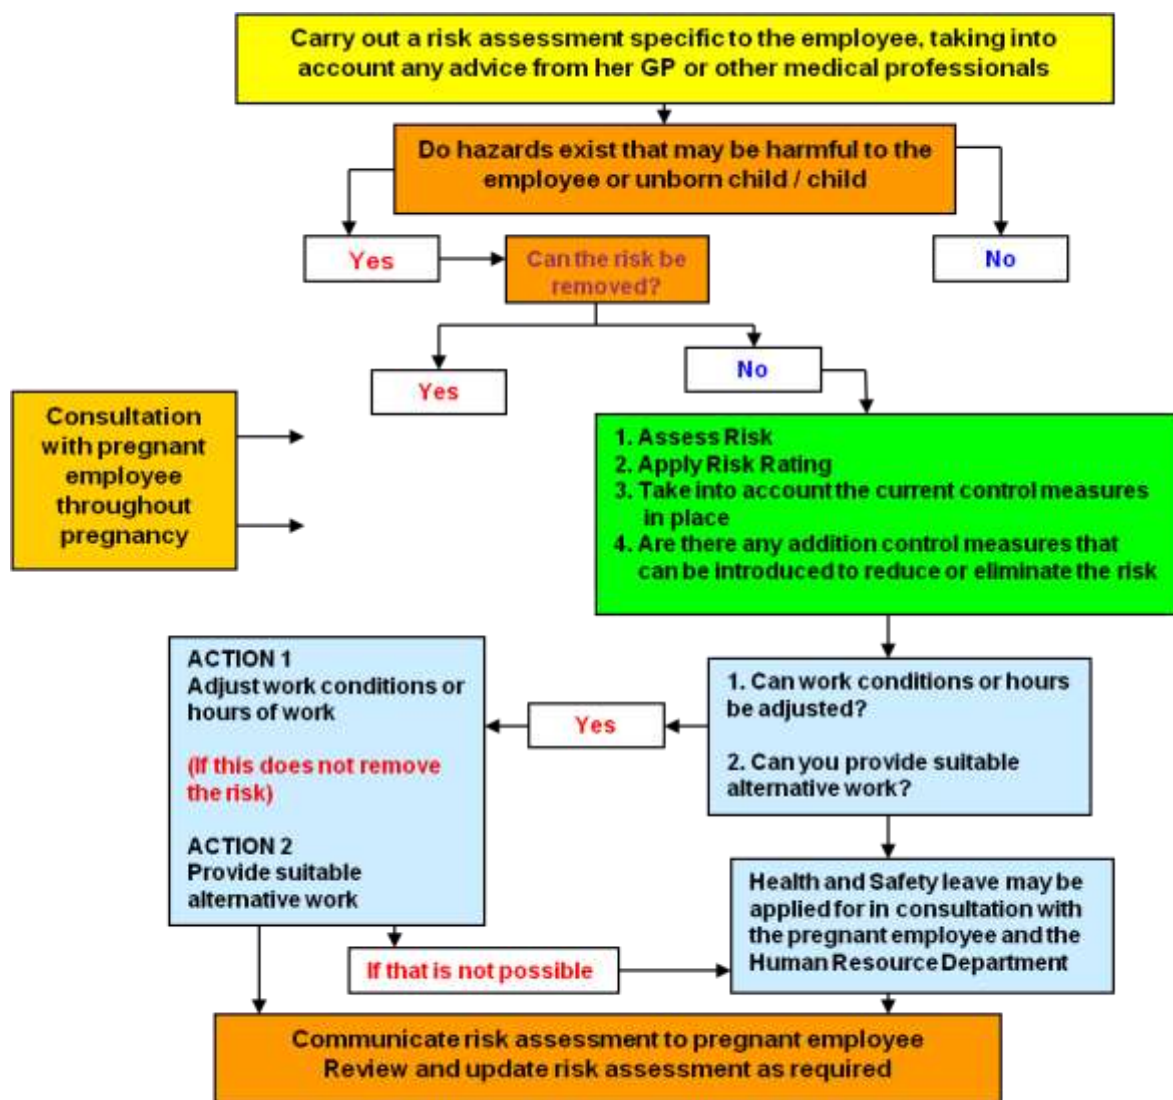 Carry out a risk assessment specific to the employee, taking into
account any advice from her GP or other medical professionals
Do hazards exist that may be harmful to the
employee or unborn child / child
Yes
Can the risk be
removed?
No
Yes
No
Consultation
with pregnant
employee
throughout
pregnancy
1. Assess Risk
2. Apply Risk Rating
3. Take into account the current control measures
in place
4. Are there any addition control measures that
can be introduced to reduce or eliminate the risk
ACTION 1
Adjust work conditions or
hours of work
(If this does not remove
the risk)
ACTION 2
Provide suitable
alternative work
Yes
1. Can work conditions or hours
be adjusted?
2. Can you provide suitable
alternative work?
Health and Safety leave may be
applied for in consultation with
the pregnant employee and the
Human Resource Department
If that is not possible
Communicate risk assessment to pregnant employee
Review and update risk assessment as required